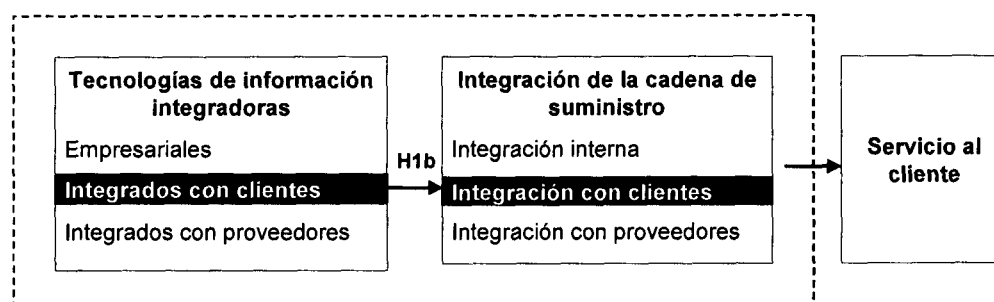 Tecnologías de información
integradoras
Empresariales
Integrados con clientes
Integrados con proveedores
H1b
Integración de la cadena de
suministro
Integración interna
Integración con clientes
Integración con proveedores
Servicio al
cliente